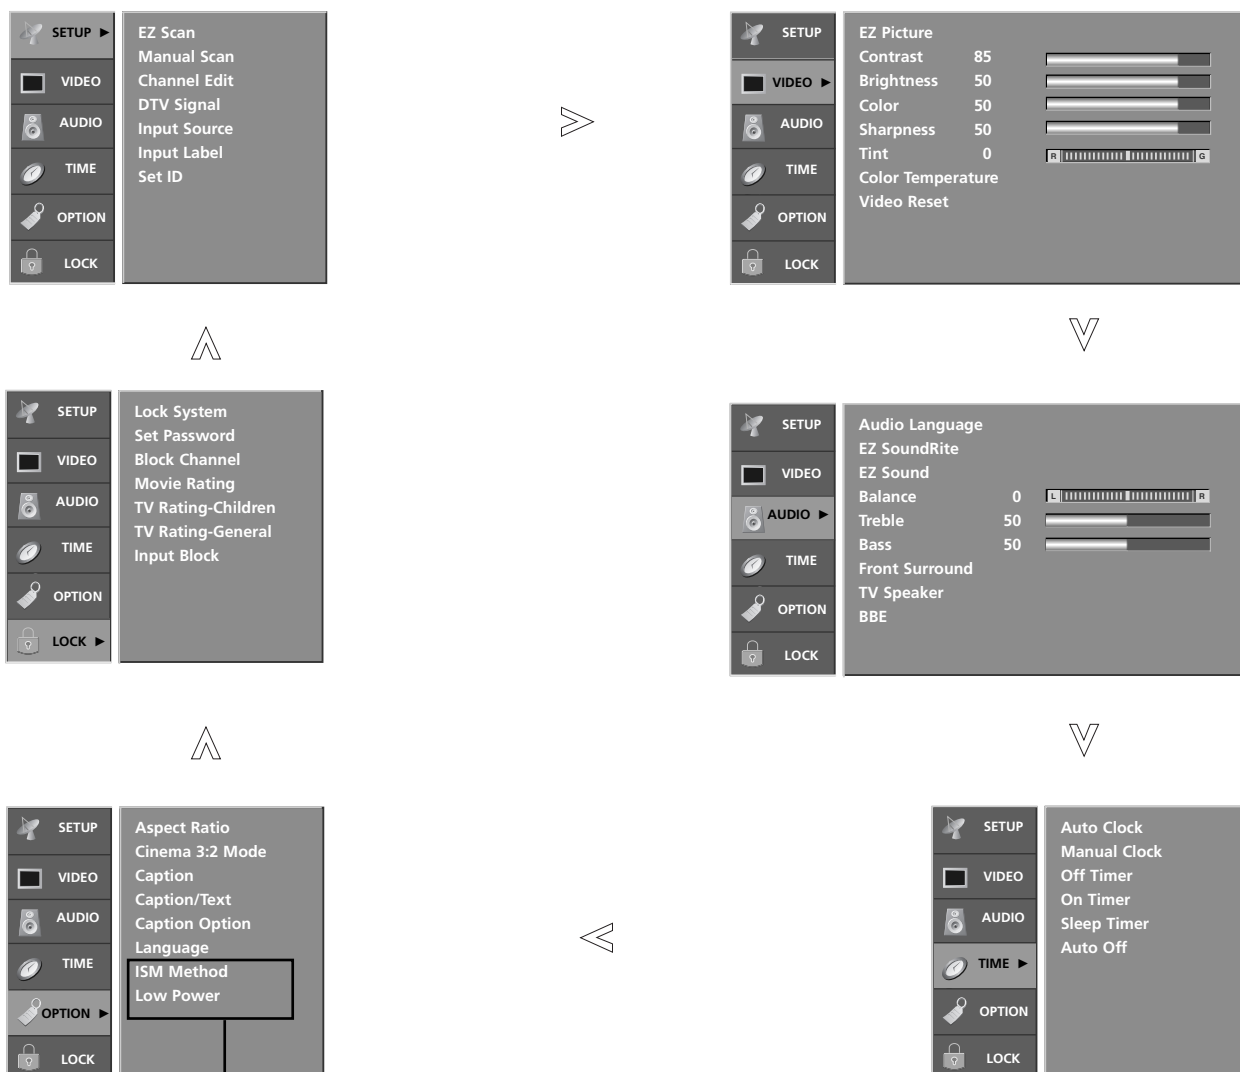 SETUP ►
VIDEO
AUDIO
TIME
OPTION
LOCK
EZ Scan
Manual Scan
Channel Edit
DTV Signal
Input Source
Input Label
Set ID
SETUP
VIDEO ►
AUDIO
TIME
OPTION
LOCK
EZ Picture
Contrast 85
Brightness 50
Color 50
Sharpness 50
Tint 0 R G
Color Temperature
Video Reset
SETUP
VIDEO
AUDIO
TIME
OPTION
LOCK ►
Lock System
Set Password
Block Channel
Movie Rating
TV Rating-Children
TV Rating-General
Input Block
SETUP
VIDEO
AUDIO ►
TIME
OPTION
LOCK
Audio Language
EZ SoundRite
EZ Sound
Balance 0 L R
Treble 50
Bass 50
Front Surround
TV Speaker
BBE
SETUP
VIDEO
AUDIO
TIME
OPTION ►
LOCK
Aspect Ratio
Cinema 3:2 Mode
Caption
Caption/Text
Caption Option
Language
ISM Method
Low Power
SETUP
VIDEO
AUDIO
TIME ►
OPTION
LOCK
Auto Clock
Manual Clock
Off Timer
On Timer
Sleep Timer
Auto Off